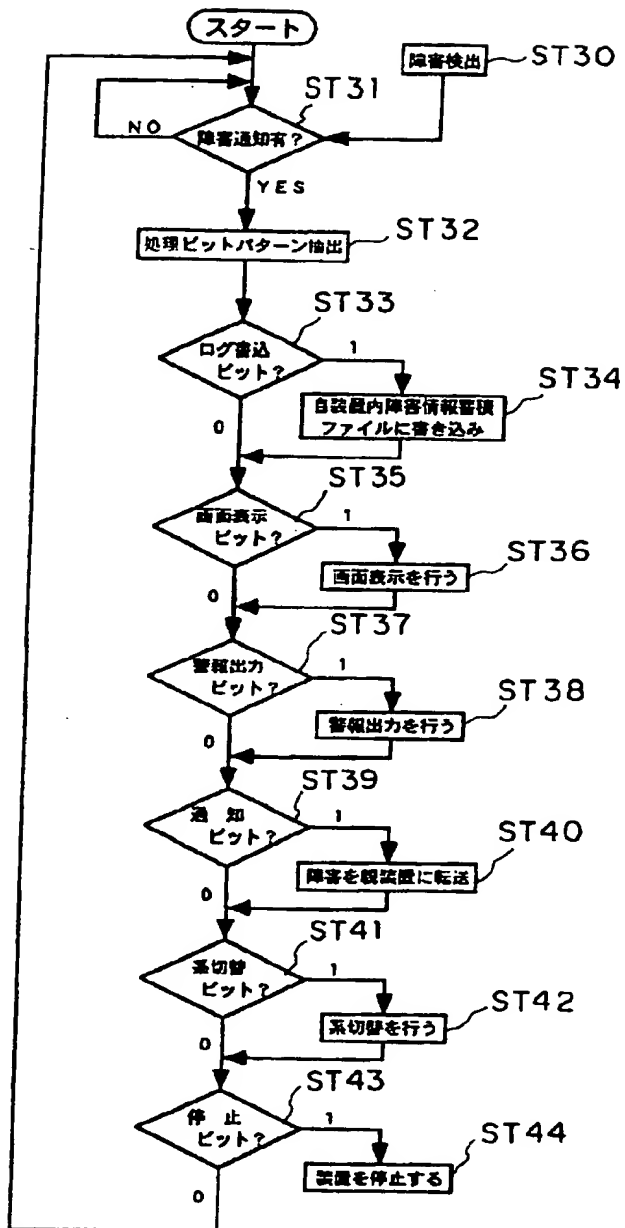 スタート
障害検出
ST30
ST31
障害通知有?
NO
YES
処理ビットパターン抽出
ST32
ST33
ログ書込
ビット?
1
0
ST34
自装置内障害情報蓄積
ファイルに書き込み
ST35
画面表示
ビット?
1
0
ST36
画面表示を行う
ST37
警報出力
ビット?
1
0
ST38
警報出力を行う
ST39
通 知
ビット?
1
0
ST40
障害を親装置に転送
ST41
系切替
ビット?
1
0
ST42
系切替を行う
ST43
停 止
ビット?
1
0
ST44
装置を停止する